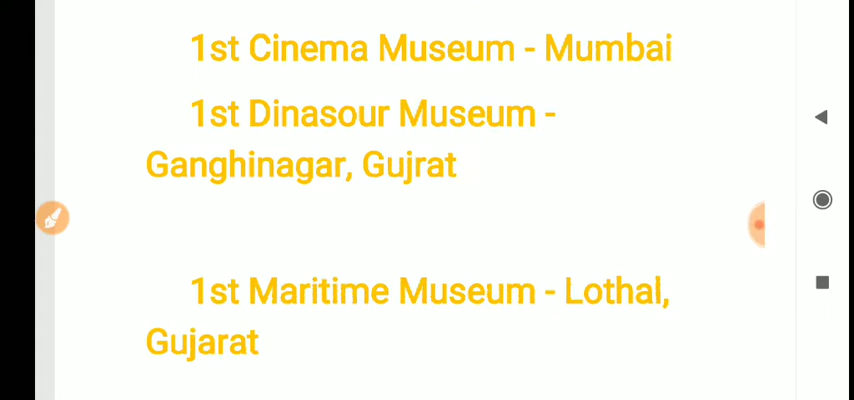 1st Cinema Museum - Mumbai
1st Dinasour Museum -
Ganghinagar, Gujrat
1st Maritime Museum - Lothal,
Gujarat